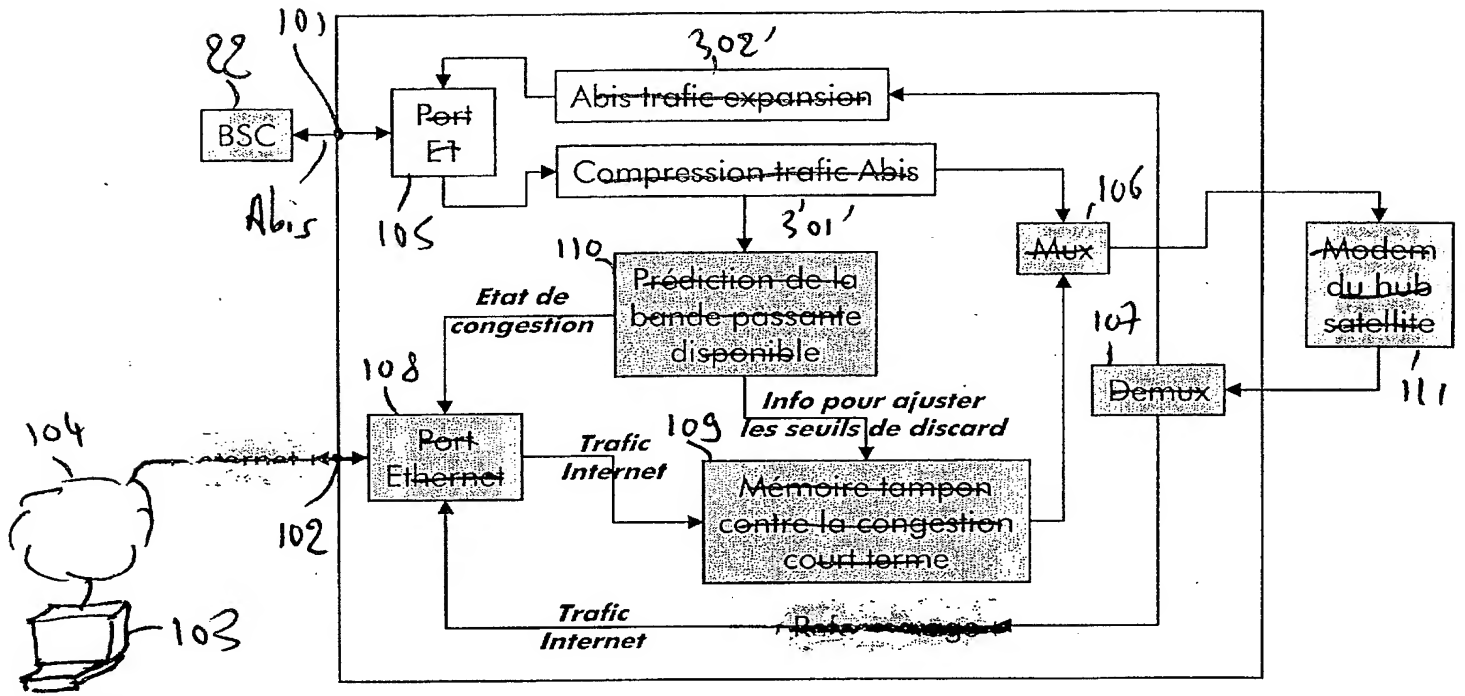 101
22
3,02'
Abis trafic expansion
BSC
Port
E1
Compression trafic Abis
106
Abis
105
3'01'
110
Mux
Modem
du hub
satellite
Prédiction de la
bande passante
disponible
Etat de
congestion
107
108
Demux
111
Info pour ajuster
les seuils de discard
104
109
Port
Ethernet
Trafic
Internet
Mémoire tampon
contre la congestion
court terme
102
Trafic
Internet
103